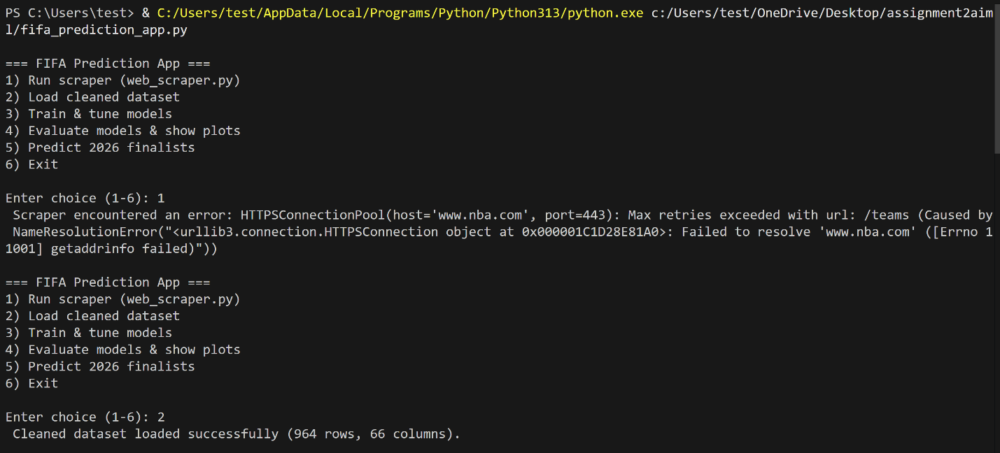 PS C:\Users\test> & C:/Users/test/AppData/Local/Programs/Python/Python313/python.exe c:/Users/test/OneDrive/Desktop/assignment2aim
l/fifa_prediction_app.py
=== FIFA Prediction App ===
1) Run scraper (web_scraper.py)
2) Load cleaned dataset
3) Train & tune models
4) Evaluate models & show plots
5) Predict 2026 finalists
6) Exit
Enter choice (1-6): 1
Scraper encountered an error: HTTPSConnectionPool(host='www.nba.com', port=443): Max retries exceeded with url: /teams (Caused by
NameResolutionError("<urllib3.connection.HTTPSConnection object at 0x000001C1D28E81A0>: Failed to resolve 'www.nba.com' ([Errno 1
1001] getaddrinfo failed)"))
=== FIFA Prediction App ===
1) Run scraper (web_scraper.py)
2) Load cleaned dataset
3) Train & tune models
4) Evaluate models & show plots
5) Predict 2026 finalists
6) Exit
Enter choice (1-6): 2
Cleaned dataset loaded successfully (964 rows, 66 columns).